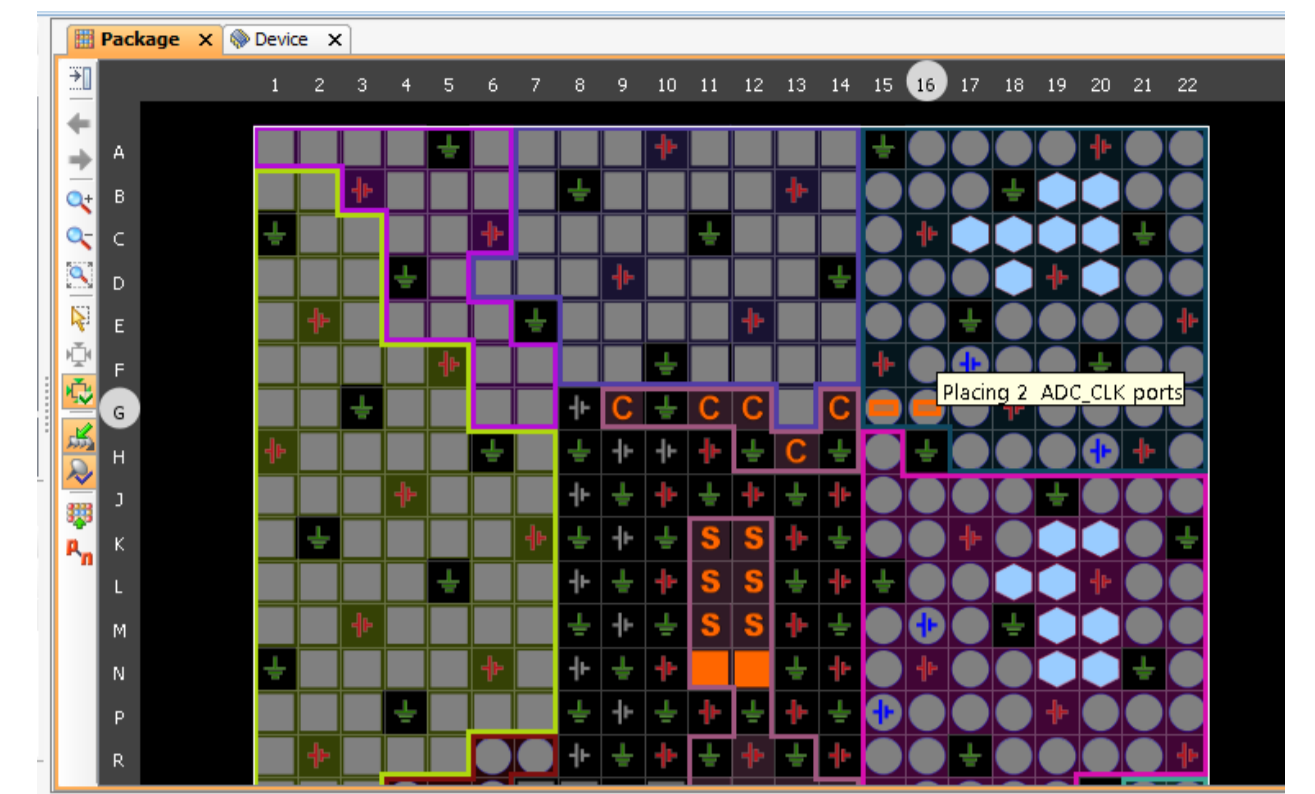 Package X Device X
1 2 3 4 5 6 7 8 9 10 11 12 13 14 15 16 17 18 19 20 21 22
A
B
C
D
E
F
Placing 2 ADC_CLK ports
G C C C C
H C
J
K S S
L S S
M S S
N
P
R
Pn